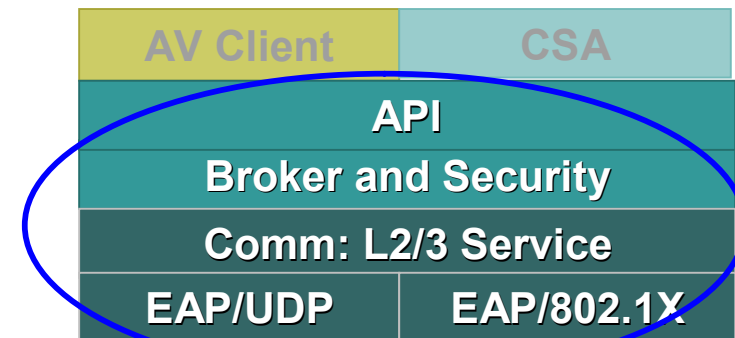 AV Client CSA
API
Broker and Security
Comm: L2/3 Service
EAP/UDP EAP/802.1X